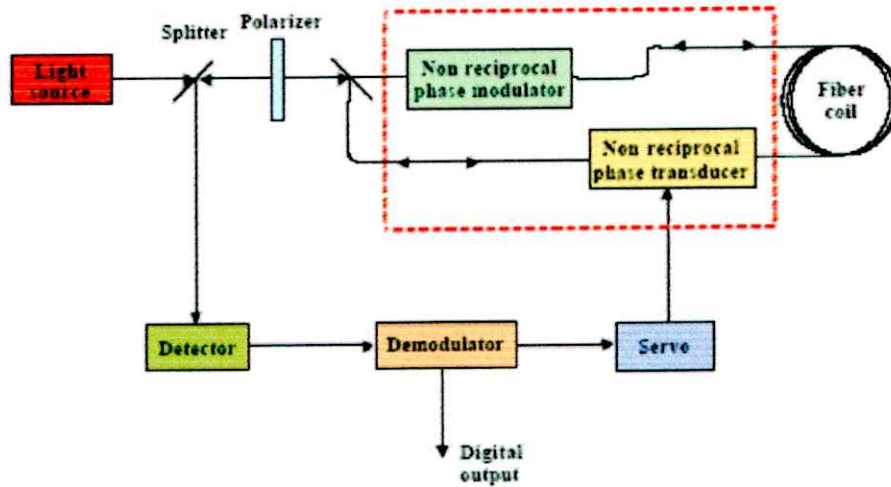 Splitter
Polarizer
Light
source
Non reciprocal
phase modulator
Fiber
coil
Non reciprocal
phase transducer
Detector
Demodulator
Servo
Digital
output